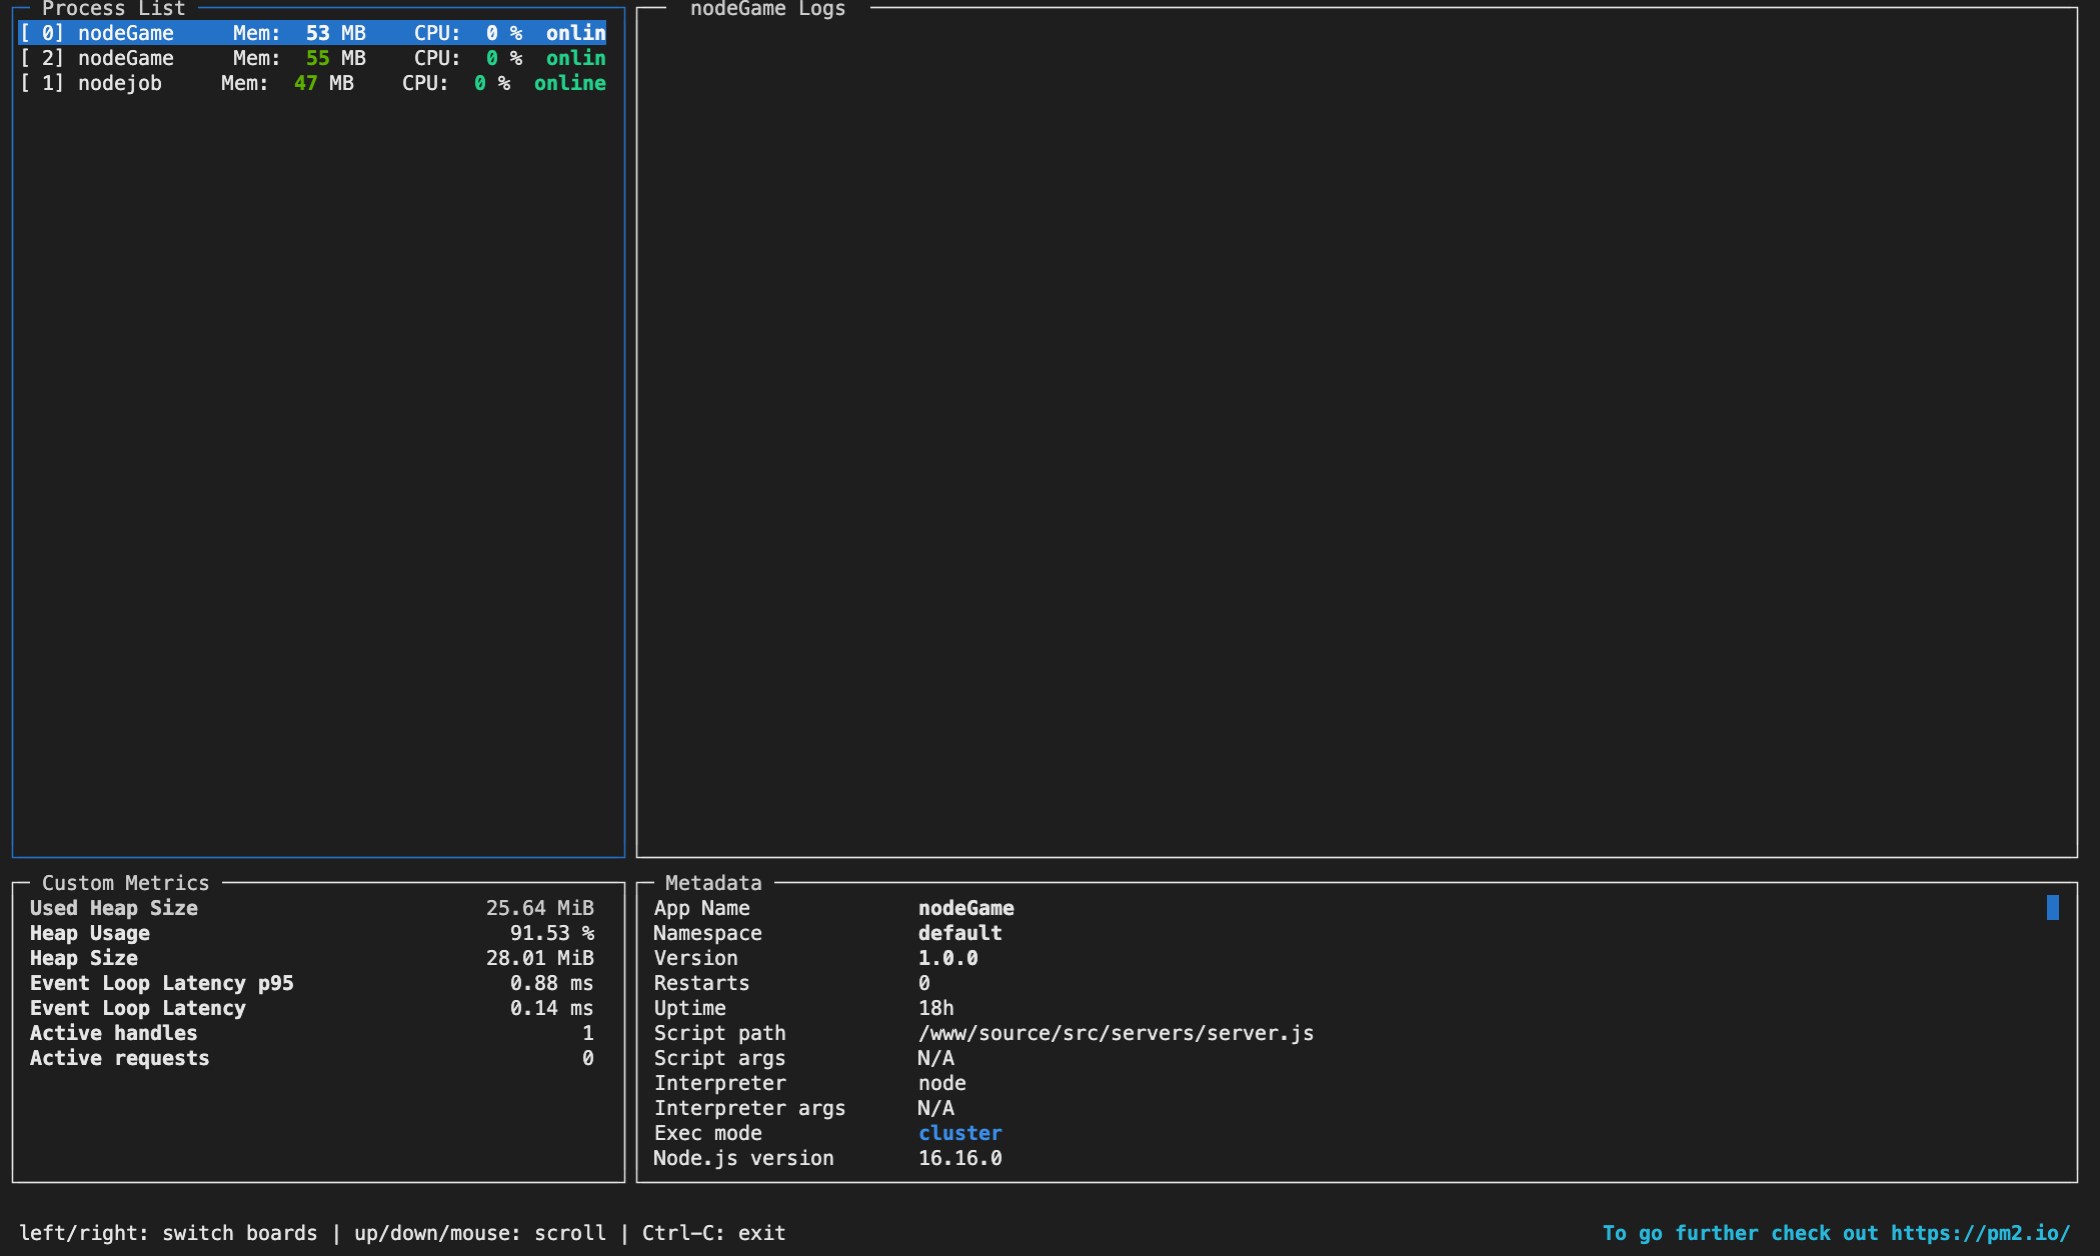 Process List
[ 0] nodeGame Mem: 53 MB CPU: 0 % onlin
[ 2] nodeGame Mem: 55 MB CPU: 0 % onlin
[ 1] nodejob Mem: 47 MB CPU: 0 % online
nodeGame Logs
Custom Metrics
Used Heap Size 25.64 MiB
Heap Usage 91.53 %
Heap Size 28.01 MiB
Event Loop Latency p95 0.88 ms
Event Loop Latency 0.14 ms
Active handles 1
Active requests 0
Metadata
App Name nodeGame
Namespace default
Version 1.0.0
Restarts 0
Uptime 18h
Script path /www/source/src/servers/server.js
Script args N/A
Interpreter node
Interpreter args N/A
Exec mode cluster
Node.js version 16.16.0
left/right: switch boards | up/down/mouse: scroll | Ctrl-C: exit
To go further check out https://pm2.io/